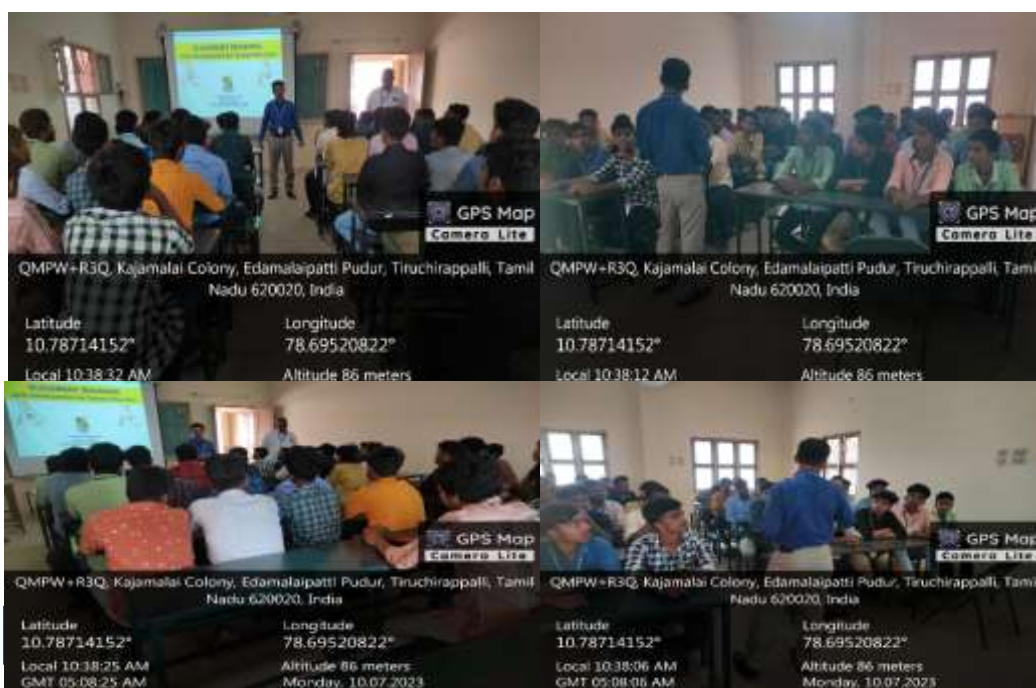 GPS Map
Camera Lite
QMPW+R3Q, Kajamalai Colony, Edamalaipatti Pudur, Tiruchirappalli, Tamil
Nadu 620020, India
Latitude
10.78714152°
Longitude
78.69520822°
Local 10:38:32 AM
Altitude 86 meters
GPS Map
Camera Lite
QMPW+R3Q, Kajamalai Colony, Edamalaipatti Pudur, Tiruchirappalli, Tamil
Nadu 620020, India
Latitude
10.78714152°
Longitude
78.69520822°
Local 10:38:12 AM
Altitude 86 meters
GPS Map
Camera Lite
QMPW+R3Q, Kajamalai Colony, Edamalaipatti Pudur, Tiruchirappalli, Tamil
Nadu 620020, India
Latitude
10.78714152°
Longitude
78.69520822°
Local 10:38:25 AM
Altitude 86 meters
GMT 05:08:25 AM
Monday, 10.07.2023
GPS Map
Camera Lite
QMPW+R3Q, Kajamalai Colony, Edamalaipatti Pudur, Tiruchirappalli, Tamil
Nadu 620020, India
Latitude
10.78714152°
Longitude
78.69520822°
Local 10:38:06 AM
Altitude 86 meters
GMT 05:08:06 AM
Monday, 10.07.2023